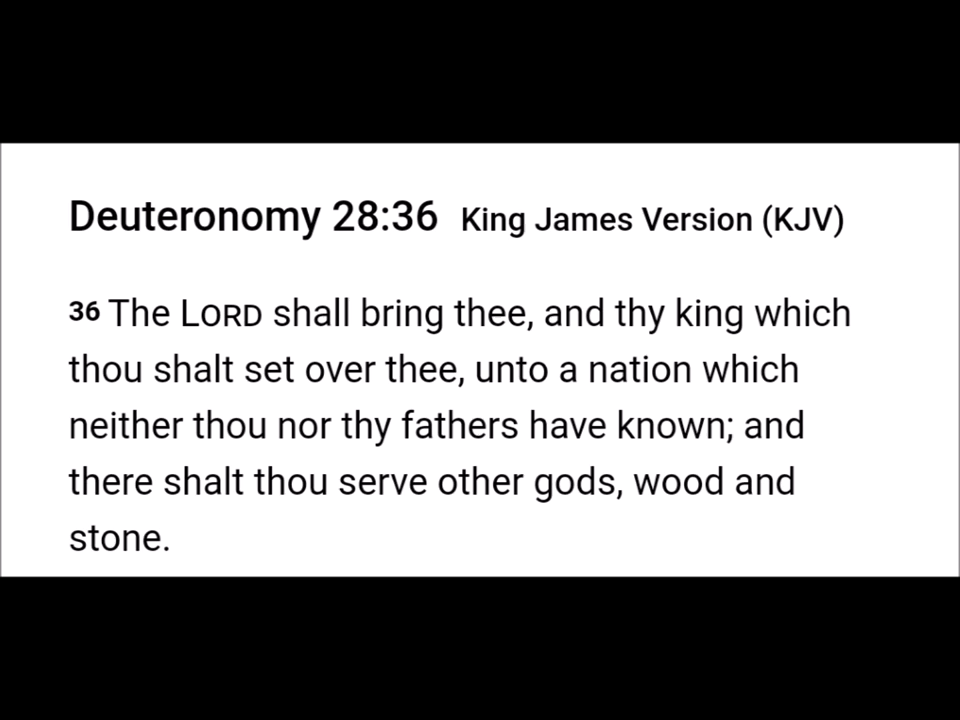 Deuteronomy 28:36 King James Version (KJV)
36 The LORD shall bring thee, and thy king which
thou shalt set over thee, unto a nation which
neither thou nor thy fathers have known; and
there shalt thou serve other gods, wood and
stone.